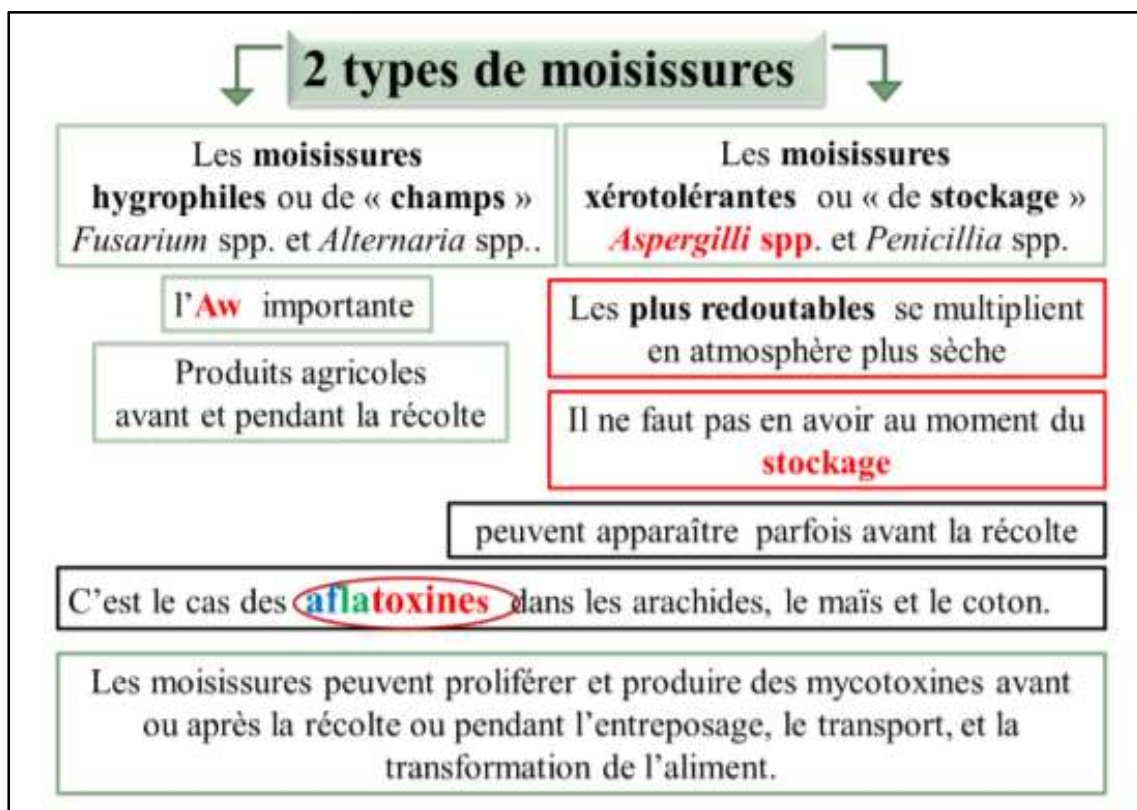 2 types de moisissures
Les moisissures
hygrophiles ou de « champs »
Fusarium spp. et Alternaria spp..
l'Aw importante
Produits agricoles
avant et pendant la récolte
Les moisissures
xérotolérantes ou « de stockage »
Aspergilli spp. et Penicillia spp.
Les plus redoutables se multiplient
en atmosphère plus sèche
Il ne faut pas en avoir au moment du
stockage
peuvent apparaître parfois avant la récolte
C'est le cas des aflatoxines dans les arachides, le maïs et le coton.
Les moisissures peuvent proliférer et produire des mycotoxines avant
ou après la récolte ou pendant l'entreposage, le transport, et la
transformation de l'aliment.